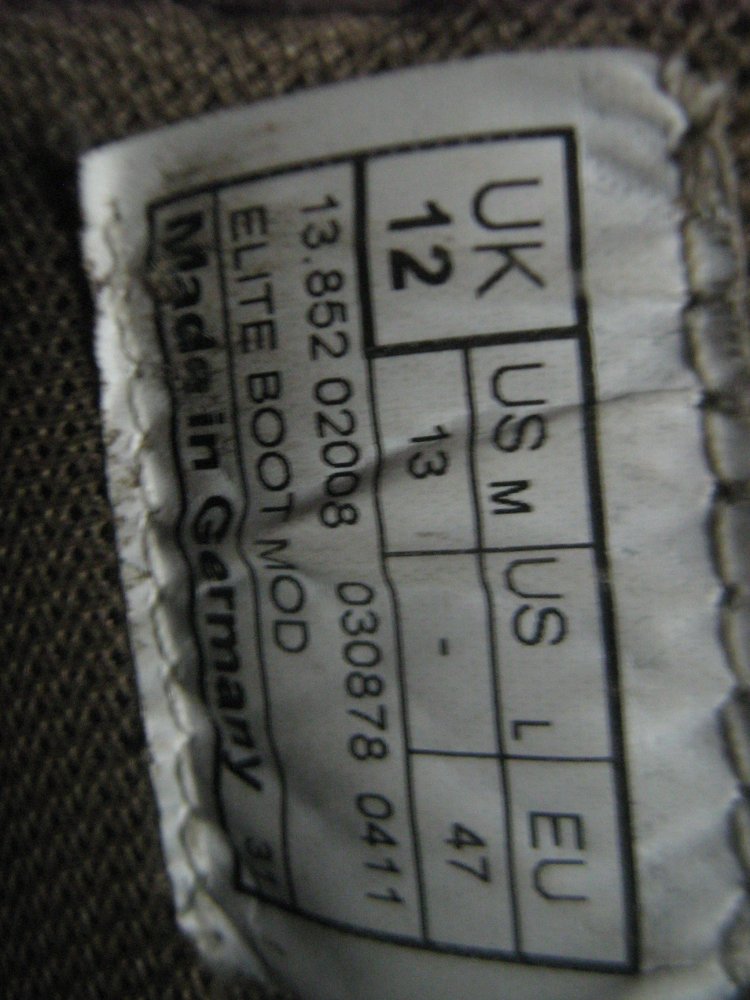 UK US M US L EU
12 13 - 47
13.852 02008 030878 0411
ELITE BOOT MOD
Made in Germany